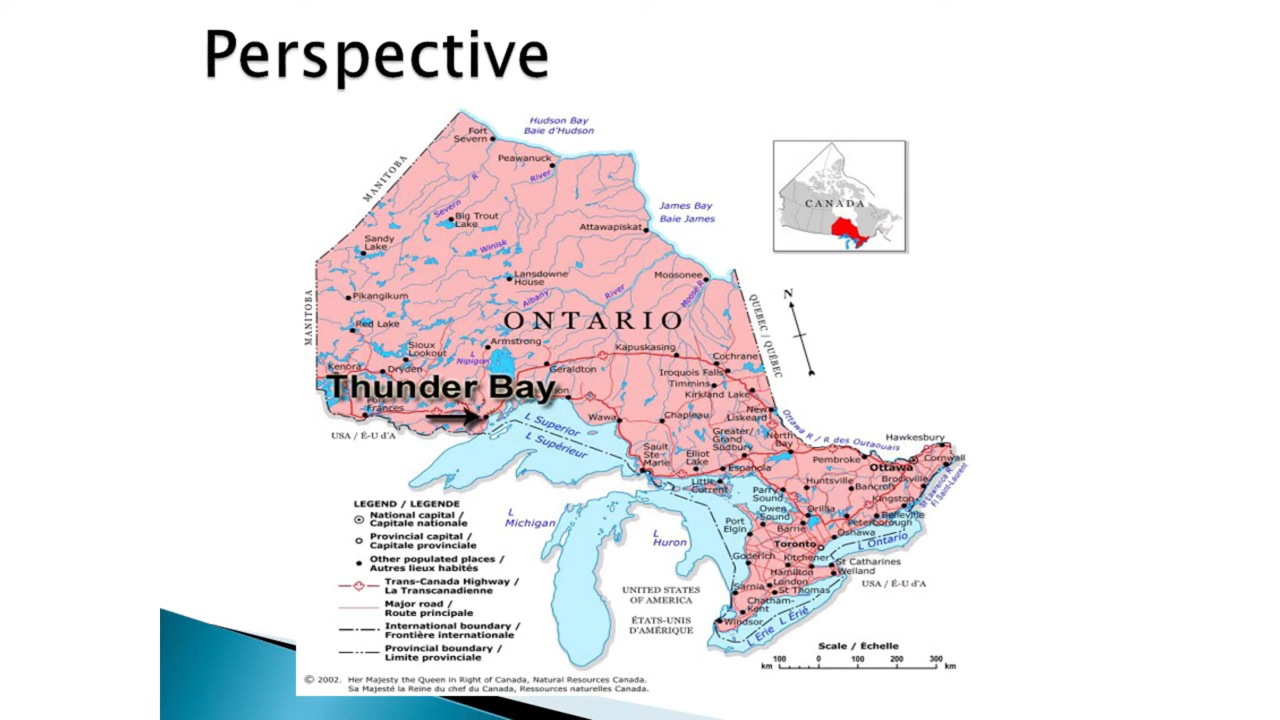 Perspective
Hudson Bay
Baie d'Hudson
Fort
Severn
Peawanuck
MANITOBA
River
R
Severn
James Bay
Baie James
CANADA
Big Trout
Lake
Attawapiskat
Sandy
Lake
Winisk
Lansdowne
House
Moosonee
MANITOBA
Pikangikum
Albany
River
Moose R
QUEBEC / QUÉBEC
N
ONTARIO
Red Lake
Armstrong
Sioux
Lookout
Kapuskasing
L
Nipigon
Cochrane
Kenora
Dryden
Geraldton
Iroquois Falls
Thunder Bay
Timmins
Kirkland Lake
Frances
Wawa
Chapleau
New
Liskeard
L Superior
L Supérieur
Ottawa R / R des Outaouais
USA / É-U d'A
Greater/
Grand
Sudbury
North
Bay
Hawkesbury
Sault
Ste
Marie
Elliot
Lake
Espanola
Pembroke
Ottawa
Cornwall
Little
Current
Parry
Sound
Huntsville
Bancroft
Brockville
Kingston
St Lawrence R
Fl Saint-Laurent
Owen
Sound
Orillia
Belleville
Port
Elgin
Barrie
Peterborough
Oshawa
L
Michigan
L
Huron
Toronto
L Ontario
Goderich
Kitchener
Hamilton
St Catharines
Welland
USA / É-U d'A
Sarnia
London
St Thomas
Chatham-
Kent
Windsor
L Erie L Érié
UNITED STATES
OF AMERICA
ÉTATS-UNIS
D'AMÉRIQUE
LEGEND / LEGENDE
National capital /
Capitale nationale
Provincial capital /
Capitale provinciale
Other populated places /
Autres lieux habités
Trans-Canada Highway /
La Transcanadienne
Major road /
Route principale
International boundary /
Frontière internationale
Provincial boundary /
Limite provinciale
Scale / Échelle
100 0 100 200 300
km km
© 2002. Her Majesty the Queen in Right of Canada, Natural Resources Canada.
Sa Majesté la Reine du chef du Canada, Ressources naturelles Canada.